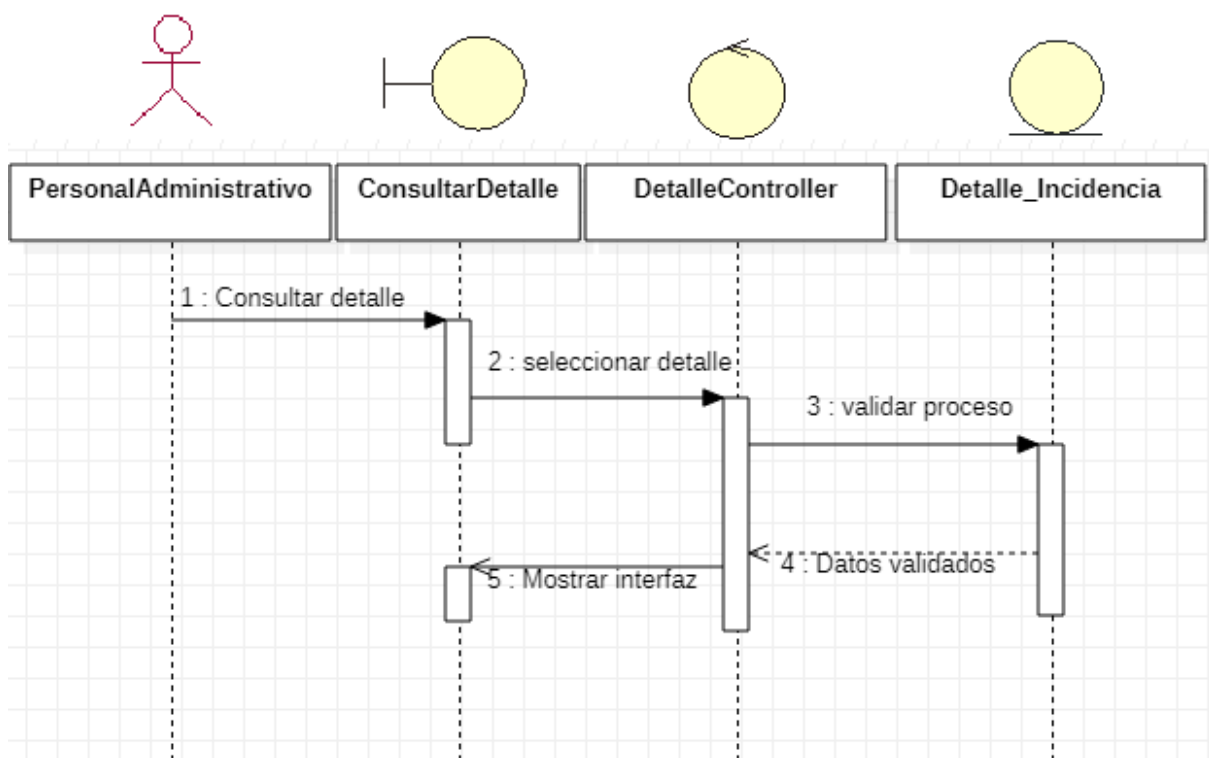 PersonalAdministrativo
ConsultarDetalle
DetalleController
Detalle_Incidencia
1 : Consultar detalle
2 : seleccionar detalle
3 : validar proceso
4 : Datos validados
5 : Mostrar interfaz